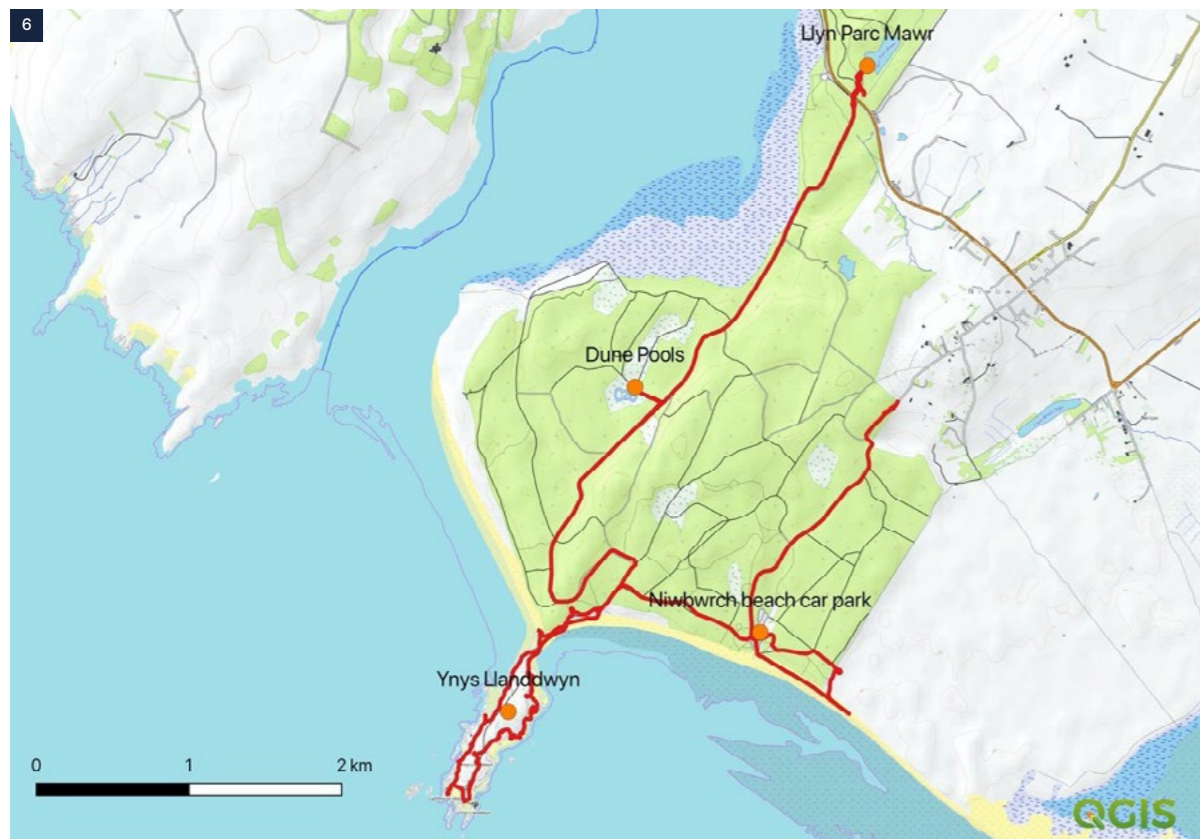 6
Llyn Parc Mawr
Dune Pools
Niwbwrch beach car park
Ynys Llanddwyn
0 1 2 km
QGIS